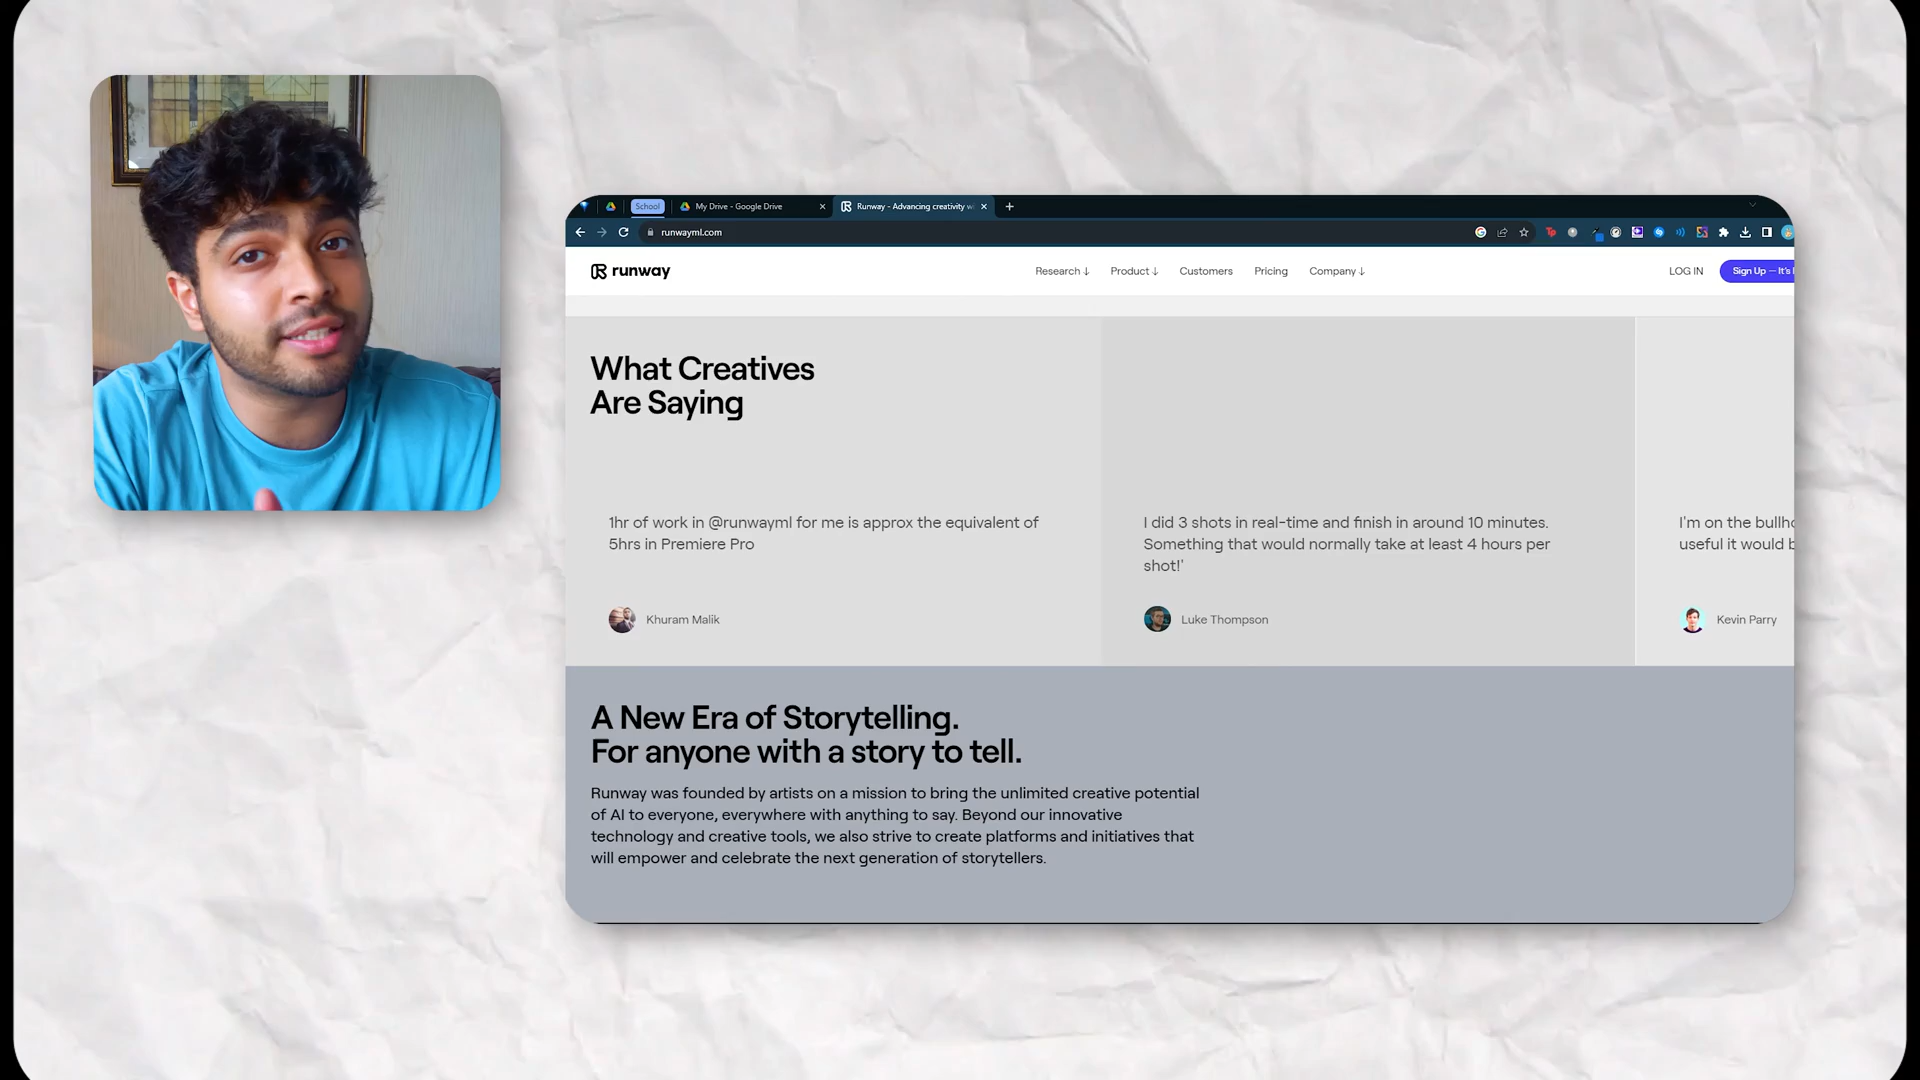 School
My Drive - Google Drive
Runway - Advancing creativity wi
runwayml.com
runway
Research ↓
Product ↓
Customers
Pricing
Company ↓
LOG IN
Sign Up — It's
What Creatives
Are Saying
1hr of work in @runwayml for me is approx the equivalent of
5hrs in Premiere Pro
Khuram Malik
I did 3 shots in real-time and finish in around 10 minutes.
Something that would normally take at least 4 hours per
shot!'
Luke Thompson
I'm on the
useful it would
Kevin Parry
A New Era of Storytelling.
For anyone with a story to tell.
Runway was founded by artists on a mission to bring the unlimited creative potential
of AI to everyone, everywhere with anything to say. Beyond our innovative
technology and creative tools, we also strive to create platforms and initiatives that
will empower and celebrate the next generation of storytellers.